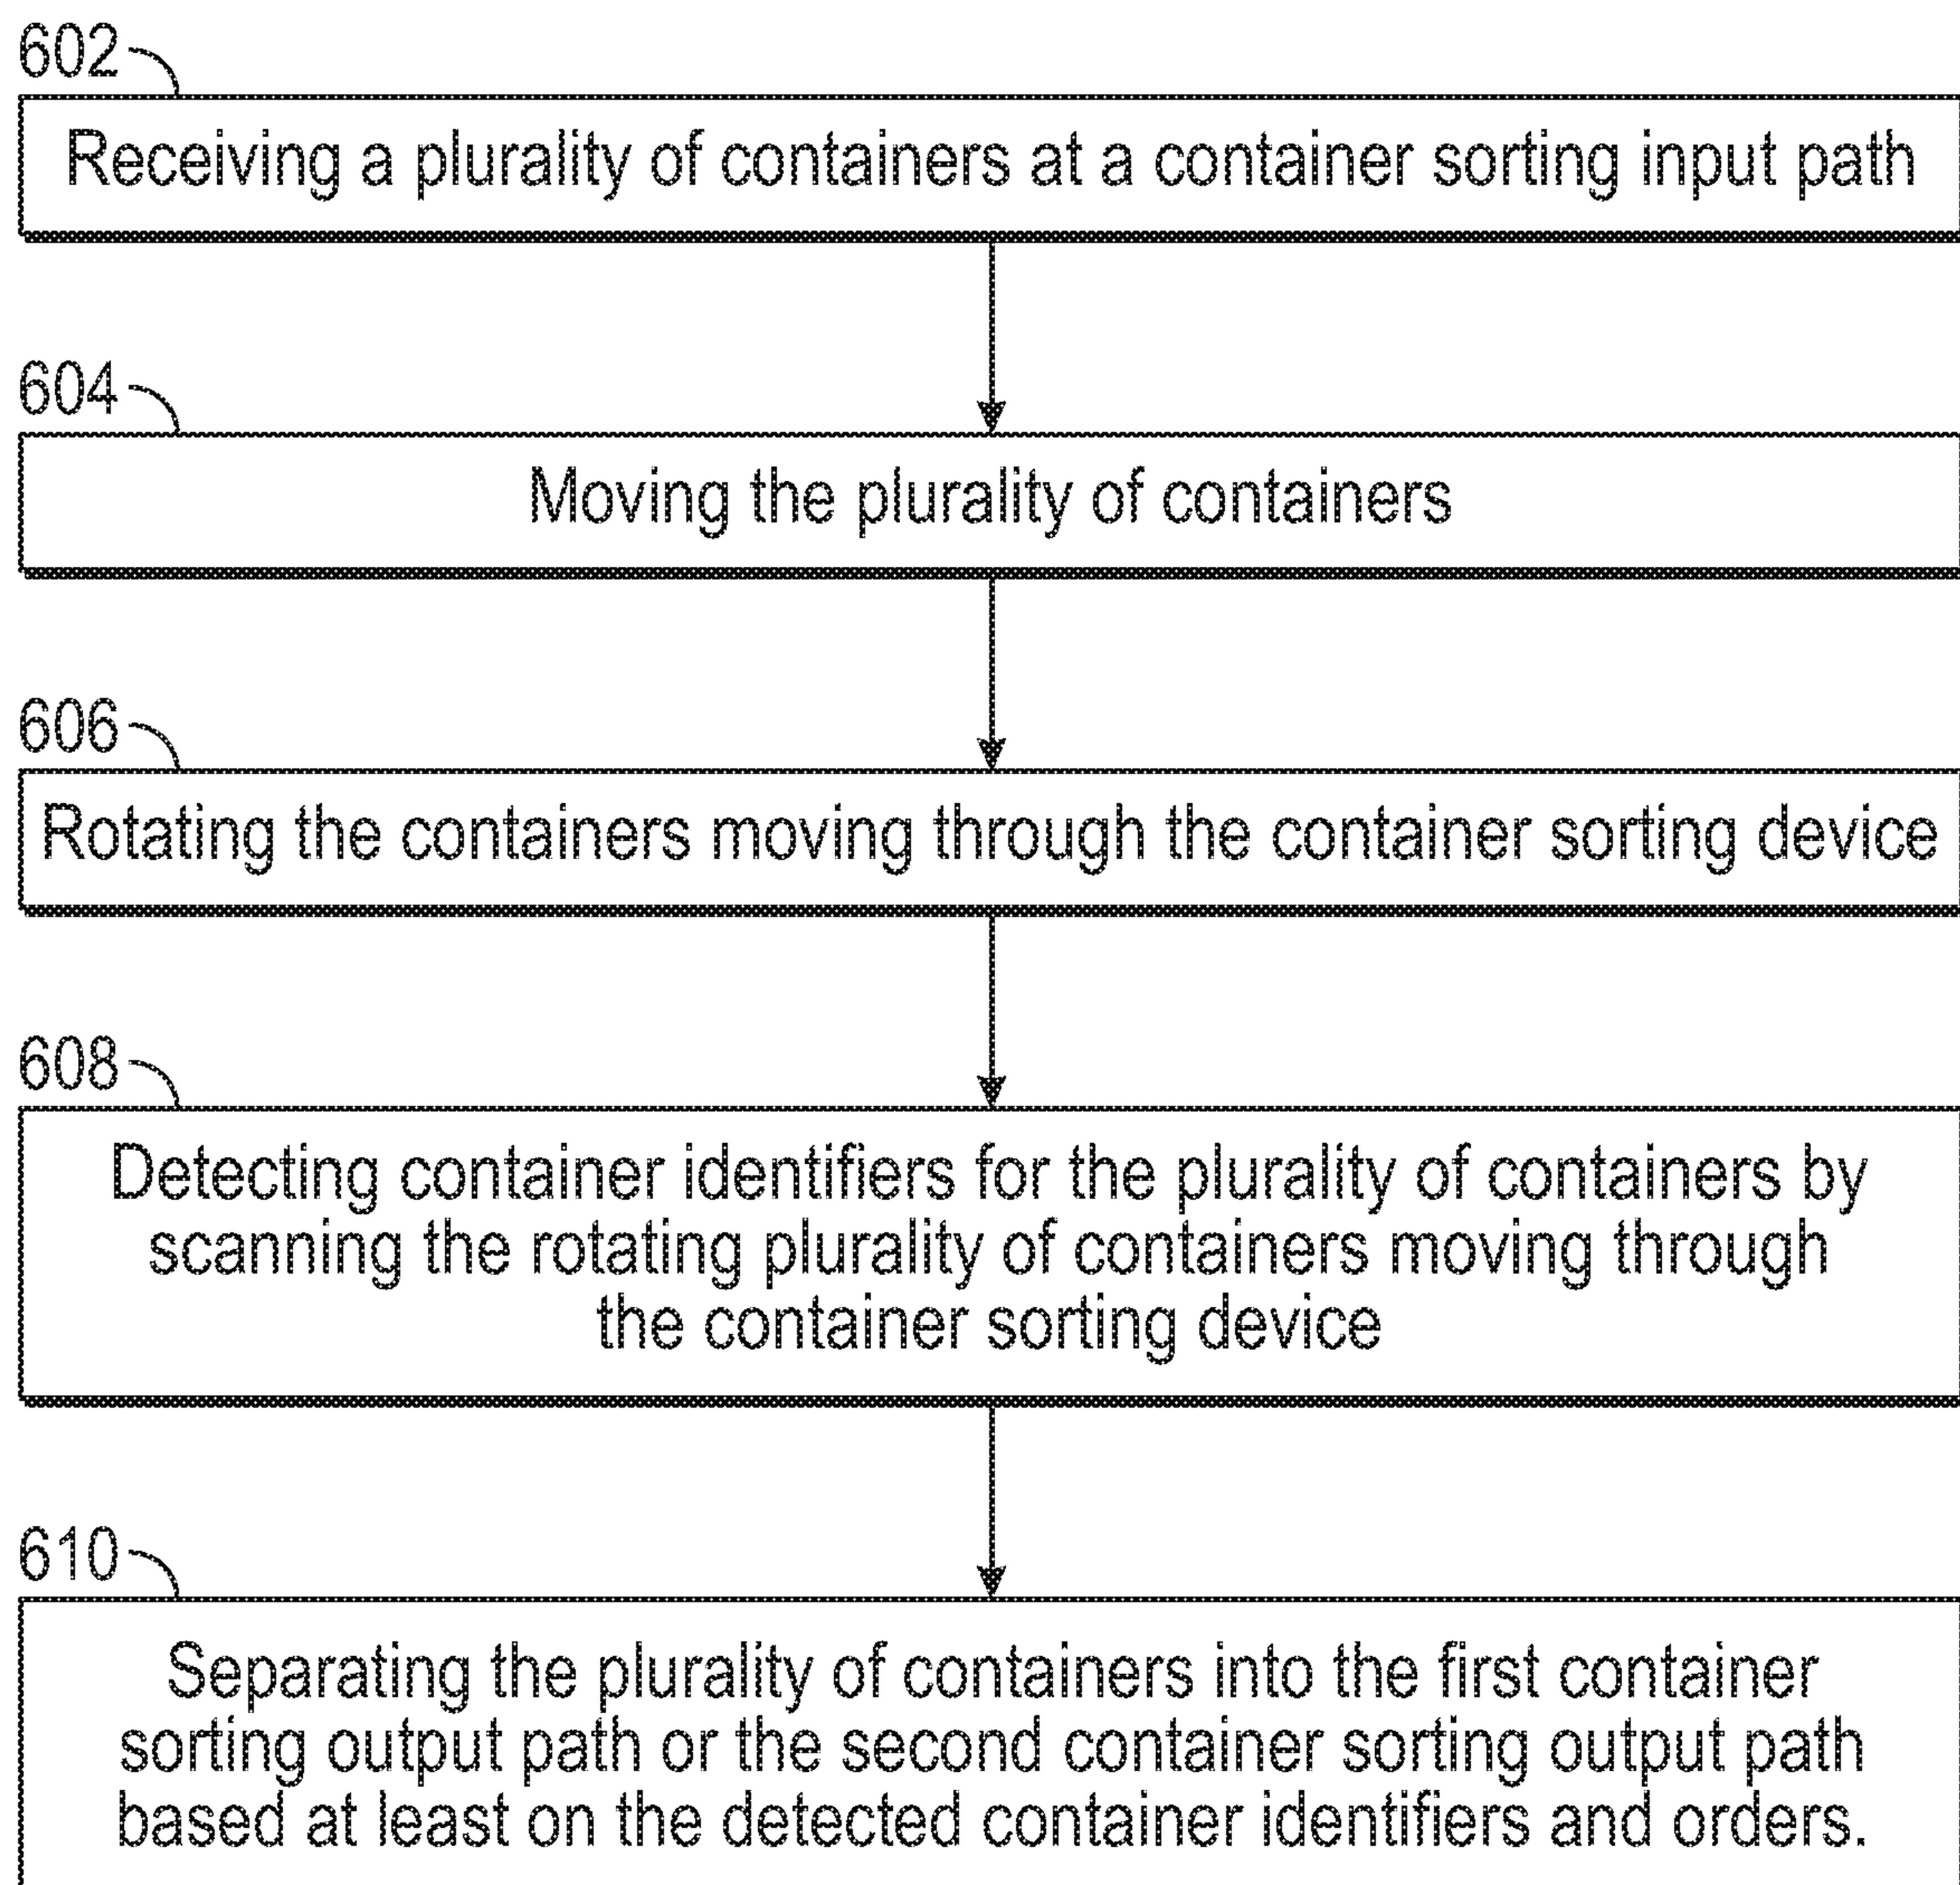 602
Receiving a plurality of containers at a container sorting input path
604
Moving the plurality of containers
606
Rotating the containers moving through the container sorting device
608
Detecting container identifiers for the plurality of containers by
scanning the rotating plurality of containers moving through
the container sorting device
610
Separating the plurality of containers into the first container
sorting output path or the second container sorting output path
based at least on the detected container identifiers and orders.